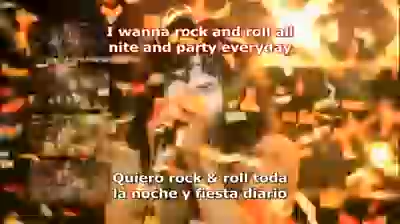 I wanna rock and roll all
nite and party everyday.
Quiero rock & roll toda
la noche y fiesta diario